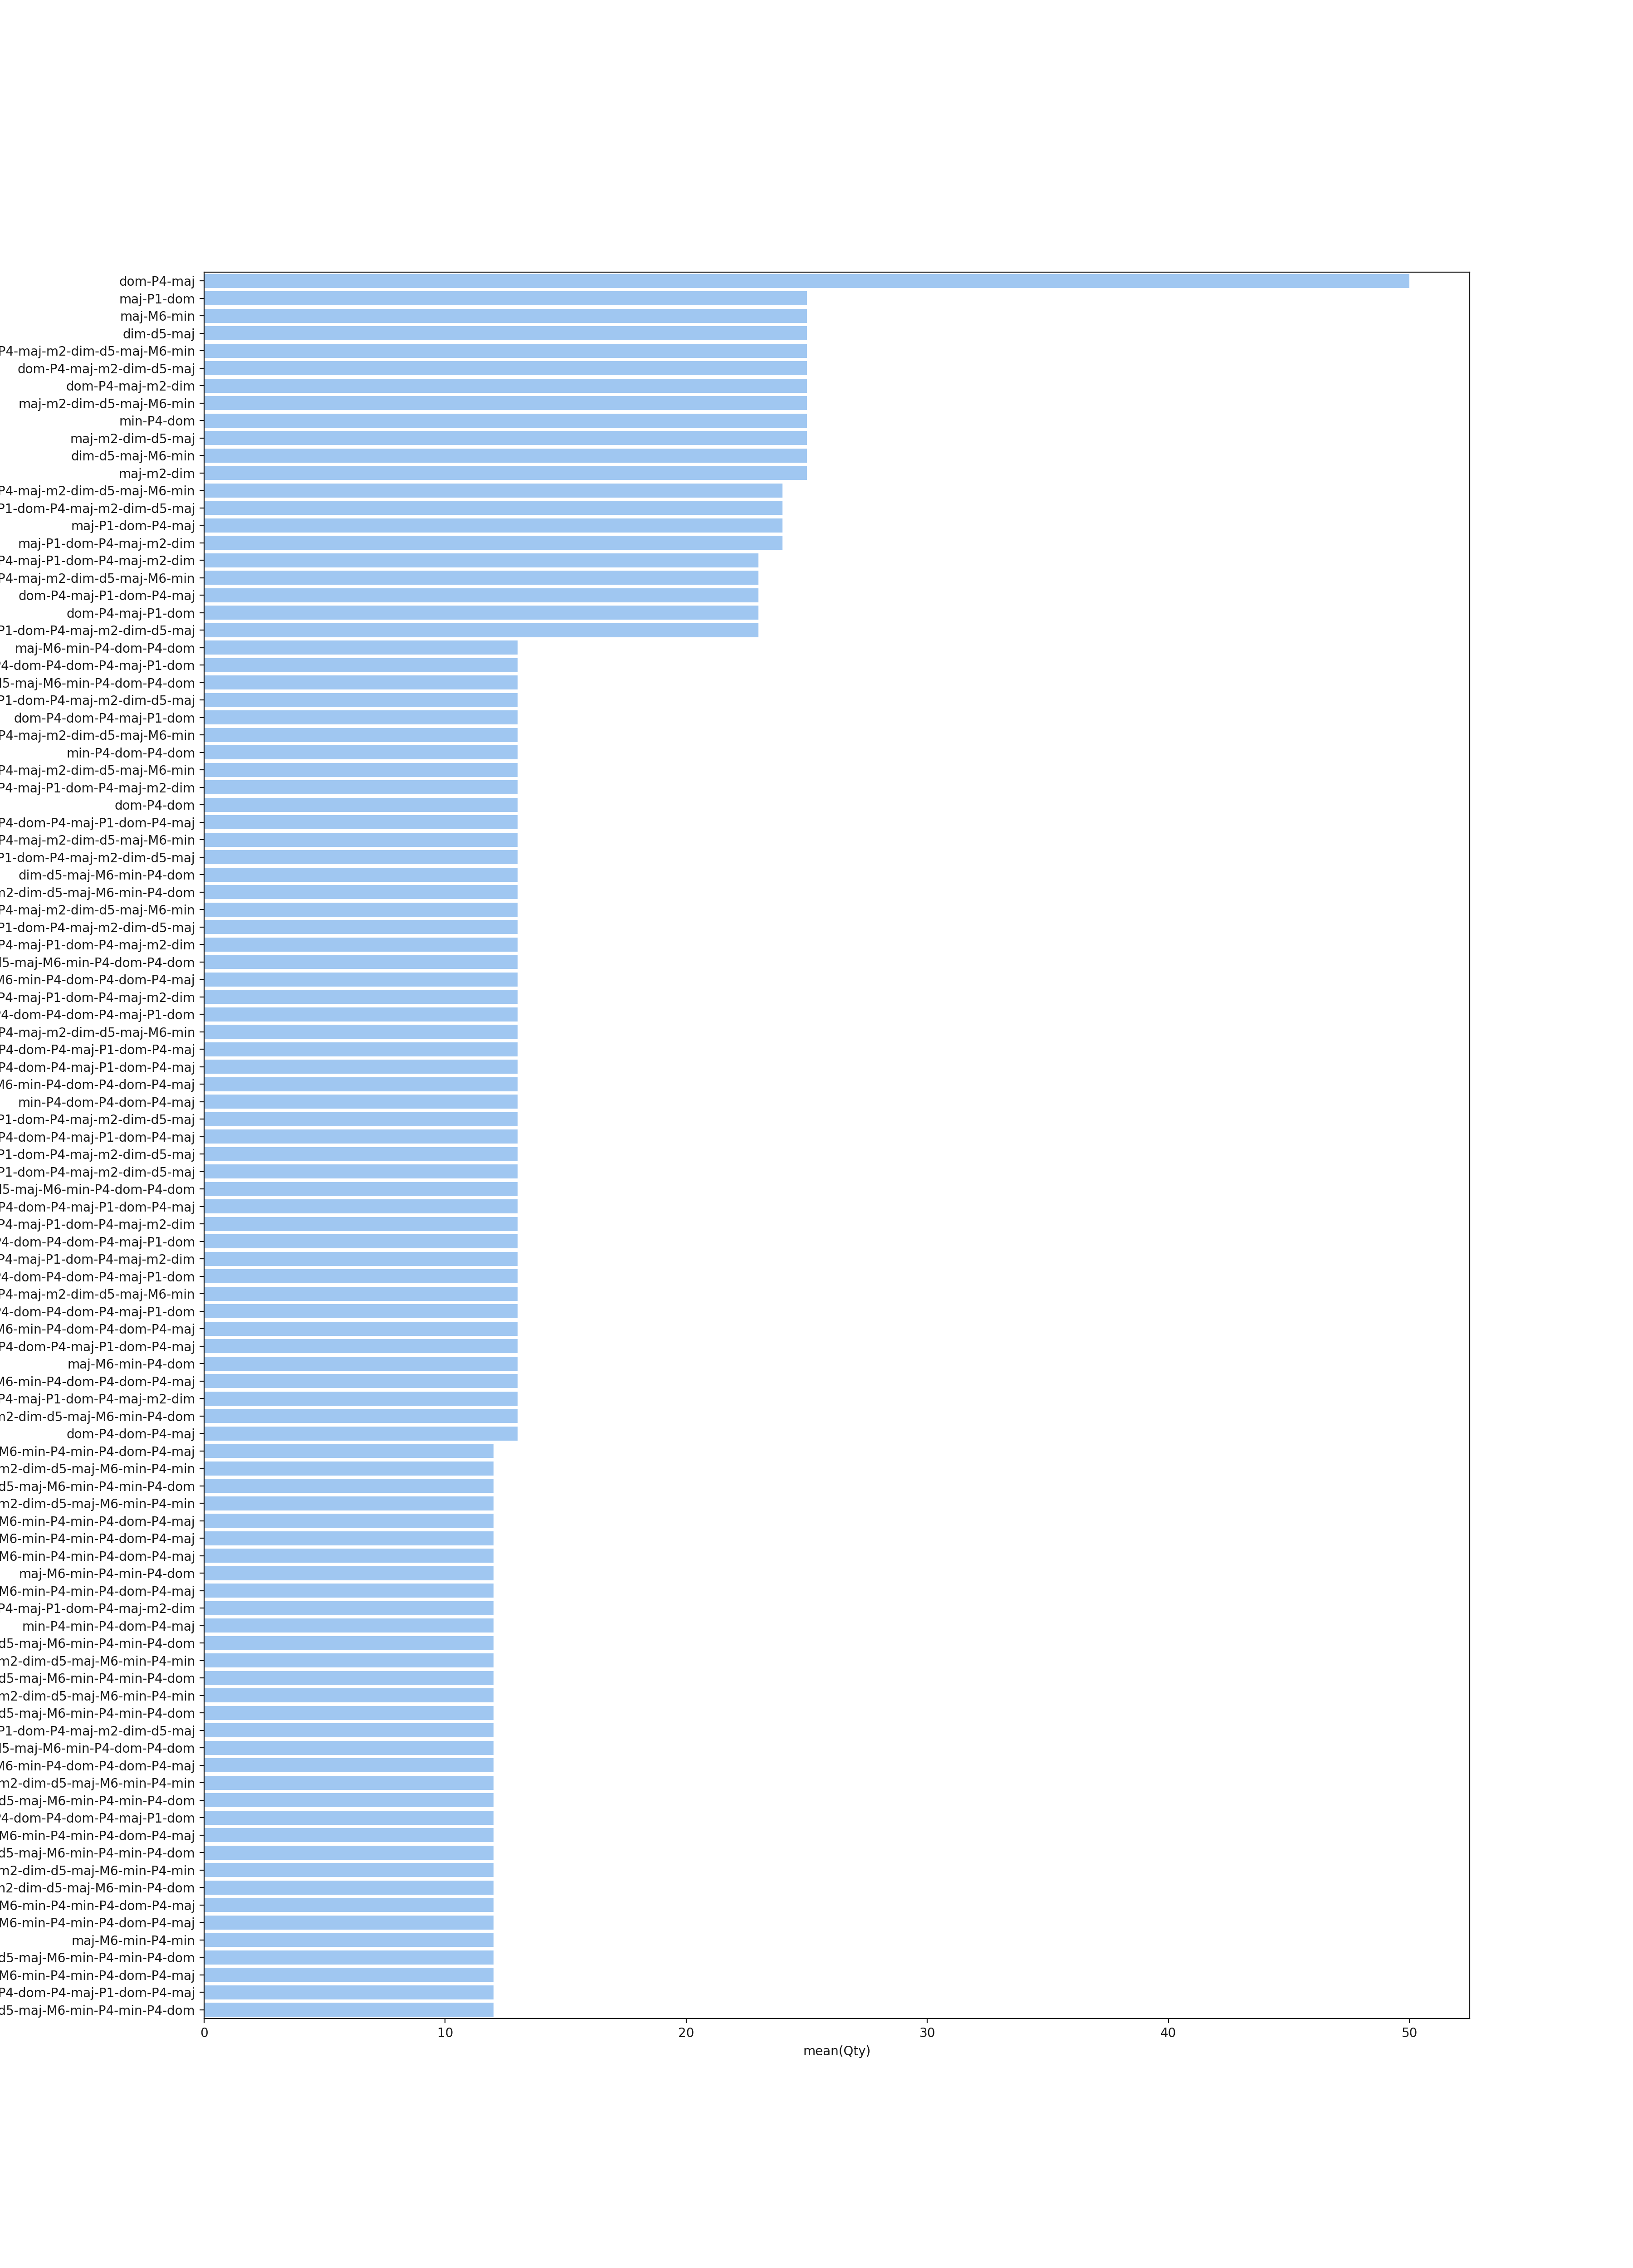 dom-P4-maj
maj-P1-dom
maj-M6-min
dim-d5-maj
P4-maj-m2-dim-d5-maj-M6-min
dom-P4-maj-m2-dim-d5-maj
dom-P4-maj-m2-dim
maj-m2-dim-d5-maj-M6-min
min-P4-dom
maj-m2-dim-d5-maj
dim-d5-maj-M6-min
maj-m2-dim
P4-maj-m2-dim-d5-maj-M6-min
P1-dom-P4-maj-m2-dim-d5-maj
maj-P1-dom-P4-maj
maj-P1-dom-P4-maj-m2-dim
P4-maj-P1-dom-P4-maj-m2-dim
P4-maj-m2-dim-d5-maj-M6-min
dom-P4-maj-P1-dom-P4-maj
dom-P4-maj-P1-dom
P1-dom-P4-maj-m2-dim-d5-maj
maj-M6-min-P4-dom-P4-dom
P4-dom-P4-dom-P4-maj-P1-dom
d5-maj-M6-min-P4-dom-P4-dom
P1-dom-P4-maj-m2-dim-d5-maj
dom-P4-dom-P4-maj-P1-dom
P4-maj-m2-dim-d5-maj-M6-min
min-P4-dom-P4-dom
P4-maj-m2-dim-d5-maj-M6-min
P4-maj-P1-dom-P4-maj-m2-dim
dom-P4-dom
P4-dom-P4-maj-P1-dom-P4-maj
P4-maj-m2-dim-d5-maj-M6-min
P1-dom-P4-maj-m2-dim-d5-maj
dim-d5-maj-M6-min-P4-dom
m2-dim-d5-maj-M6-min-P4-dom
P4-maj-m2-dim-d5-maj-M6-min
P1-dom-P4-maj-m2-dim-d5-maj
P4-maj-P1-dom-P4-maj-m2-dim
d5-maj-M6-min-P4-dom-P4-dom
M6-min-P4-dom-P4-dom-P4-maj
P4-maj-P1-dom-P4-maj-m2-dim
P4-dom-P4-dom-P4-maj-P1-dom
P4-maj-m2-dim-d5-maj-M6-min
P4-dom-P4-maj-P1-dom-P4-maj
P4-dom-P4-maj-P1-dom-P4-maj
M6-min-P4-dom-P4-dom-P4-maj
min-P4-dom-P4-dom-P4-maj
P1-dom-P4-maj-m2-dim-d5-maj
P4-dom-P4-maj-P1-dom-P4-maj
P1-dom-P4-maj-m2-dim-d5-maj
P1-dom-P4-maj-m2-dim-d5-maj
d5-maj-M6-min-P4-dom-P4-dom
P4-dom-P4-maj-P1-dom-P4-maj
P4-maj-P1-dom-P4-maj-m2-dim
P4-dom-P4-dom-P4-maj-P1-dom
P4-maj-P1-dom-P4-maj-m2-dim
P4-dom-P4-dom-P4-maj-P1-dom
P4-maj-m2-dim-d5-maj-M6-min
P4-dom-P4-dom-P4-maj-P1-dom
M6-min-P4-dom-P4-dom-P4-maj
P4-dom-P4-maj-P1-dom-P4-maj
maj-M6-min-P4-dom
M6-min-P4-dom-P4-dom-P4-maj
P4-maj-P1-dom-P4-maj-m2-dim
m2-dim-d5-maj-M6-min-P4-dom
dom-P4-dom-P4-maj
M6-min-P4-min-P4-dom-P4-maj
m2-dim-d5-maj-M6-min-P4-min
d5-maj-M6-min-P4-min-P4-dom
m2-dim-d5-maj-M6-min-P4-min
M6-min-P4-min-P4-dom-P4-maj
M6-min-P4-min-P4-dom-P4-maj
M6-min-P4-min-P4-dom-P4-maj
maj-M6-min-P4-min-P4-dom
M6-min-P4-min-P4-dom-P4-maj
P4-maj-P1-dom-P4-maj-m2-dim
min-P4-min-P4-dom-P4-maj
d5-maj-M6-min-P4-min-P4-dom
m2-dim-d5-maj-M6-min-P4-min
d5-maj-M6-min-P4-min-P4-dom
m2-dim-d5-maj-M6-min-P4-min
d5-maj-M6-min-P4-min-P4-dom
P1-dom-P4-maj-m2-dim-d5-maj
d5-maj-M6-min-P4-dom-P4-dom
M6-min-P4-dom-P4-dom-P4-maj
m2-dim-d5-maj-M6-min-P4-min
d5-maj-M6-min-P4-min-P4-dom
P4-dom-P4-dom-P4-maj-P1-dom
M6-min-P4-min-P4-dom-P4-maj
d5-maj-M6-min-P4-min-P4-dom
m2-dim-d5-maj-M6-min-P4-min
m2-dim-d5-maj-M6-min-P4-dom
M6-min-P4-min-P4-dom-P4-maj
M6-min-P4-min-P4-dom-P4-maj
maj-M6-min-P4-min
d5-maj-M6-min-P4-min-P4-dom
M6-min-P4-min-P4-dom-P4-maj
P4-dom-P4-maj-P1-dom-P4-maj
d5-maj-M6-min-P4-min-P4-dom
0 10 20 30 40 50
mean(Qty)